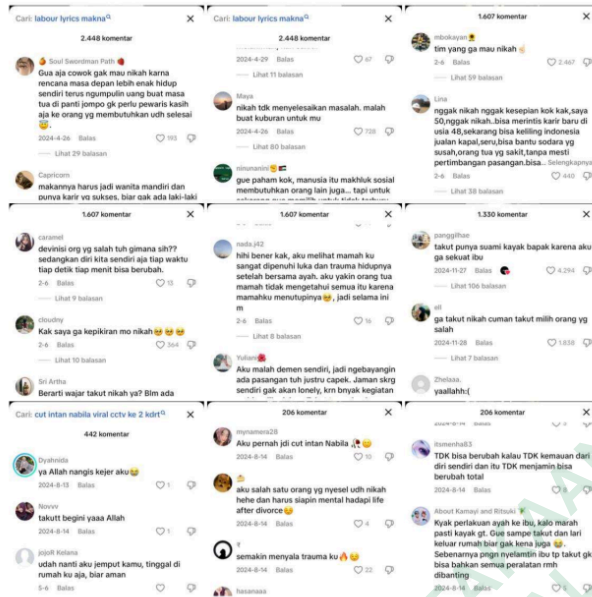 Cari: labour lyrics makna
2.448 komentar
Soul Swordman Path
Gua aja cowok gak mau nikah karna
rencana masa depan lebih enak hidup
sendiri terus ngumpulin uang buat masa
tua di panti jompo gk perlu pewaris kasih
aja ke orang yg membutuhkan udh selesai
2024-4-26 Balas 193
Lihat 29 balasan
Capricorn
makannya harus jadi wanita mandiri dan
punya karir yg sukses, biar gak ada laki-laki
Cari: labour lyrics makna
2.448 komentar
2024-4-29 Balas 67
Lihat 11 balasan
Maya
nikah tdk menyelesaikan masalah. malah
buat kuburan untuk mu
2024-4-26 Balas 728
Lihat 80 balasan
ninunanini
gue paham kok, manusia itu makhluk sosial
membutuhkan orang lain juga... tapi untuk
1.607 komentar
mbokayan
tim yang ga mau nikah
2-6 Balas 2.467
Lihat 59 balasan
Lina
nggak nikah nggak kesepian kok kak,saya
50,nggak nikah..bisa merintis karir baru di
usia 48,sekarang bisa keliling indonesia
jualan kapal,seru,bisa bantu sodara yg
susah,orang tua yg sakit,tanpa mesti
pertimbangan pasangan.bisa... Selengkapnya
2-6 Balas 440
Lihat 38 balasan
1.607 komentar
caramel
devinisi org yg salah tuh gimana sih??
sedangkan diri kita sendiri aja tiap waktu
tiap detik tiap menit bisa berubah.
2-6 Balas 13
Lihat 9 balasan
cloudny
Kak saya ga kepikiran mo nikah
2-6 Balas 364
Lihat 10 balasan
Sri Artha
Berarti wajar takut nikah ya? Blm ada
1.607 komentar
nada.j42
hihi bener kak, aku melihat mamah ku
sangat dipenuhi luka dan trauma hidupnya
setelah bersama ayah. aku yakin orang tua
mamah tidak mengetahui semua itu karena
mamahku menutupinya, jadi selama ini
m
2-6 Balas 16
Lihat 8 balasan
Yuliani
Aku malah demen sendiri, jadi ngebayangin
ada pasangan tuh justru capek. Jaman skrg
sendiri gak akan lonely, krn bnyak kegiatan
1.330 komentar
panggilhae
takut punya suami kayak bapak karena aku
ga sekuat ibu
2024-11-27 Balas 4.294
Lihat 106 balasan
ell
ga takut nikah cuman takut milih orang yg
salah
2024-11-28 Balas 1.838
Lihat 7 balasan
Zhelaaa.
yaallahh:(
Cari: cut intan nabila viral cctv ke 2 kdrt
442 komentar
Dyahnida
ya Allah nangis kejer aku
2024-8-13 Balas 1
Novvv
takutt begini yaaa Allah
2024-8-14 Balas 1
jojoR Kelana
udah nanti aku jemput kamu, tinggal di
rumah ku aja, biar aman
5-6 Balas
206 komentar
mynamera28
Aku pernah jdi cut intan Nabila
2024-8-14 Balas 10
aku salah satu orang yg nyesel udh nikah
hehe dan harus siapin mental hadapi life
after divorce
2024-8-14 Balas 4
semakin menyala trauma ku
2024-8-14 Balas 22
hasanaaa
206 komentar
itsmenha83
TDK bisa berubah kalau TDK kemauan dari
diri sendiri dan itu TDK menjamin bisa
berubah total
2024-8-14 Balas 8
About Kamayi and Ritsuki
Kyak perlakuan ayah ke ibu, kalo marah
pasti kayak gt. Gue sampe takut dan lari
keluar rumah biar gak kena juga.
Sebenarnya pngn nyelamtin ibu tp takut gk
bisa bahkan semua peralatan rmh
dibanting
2024-8-14 Balas 5